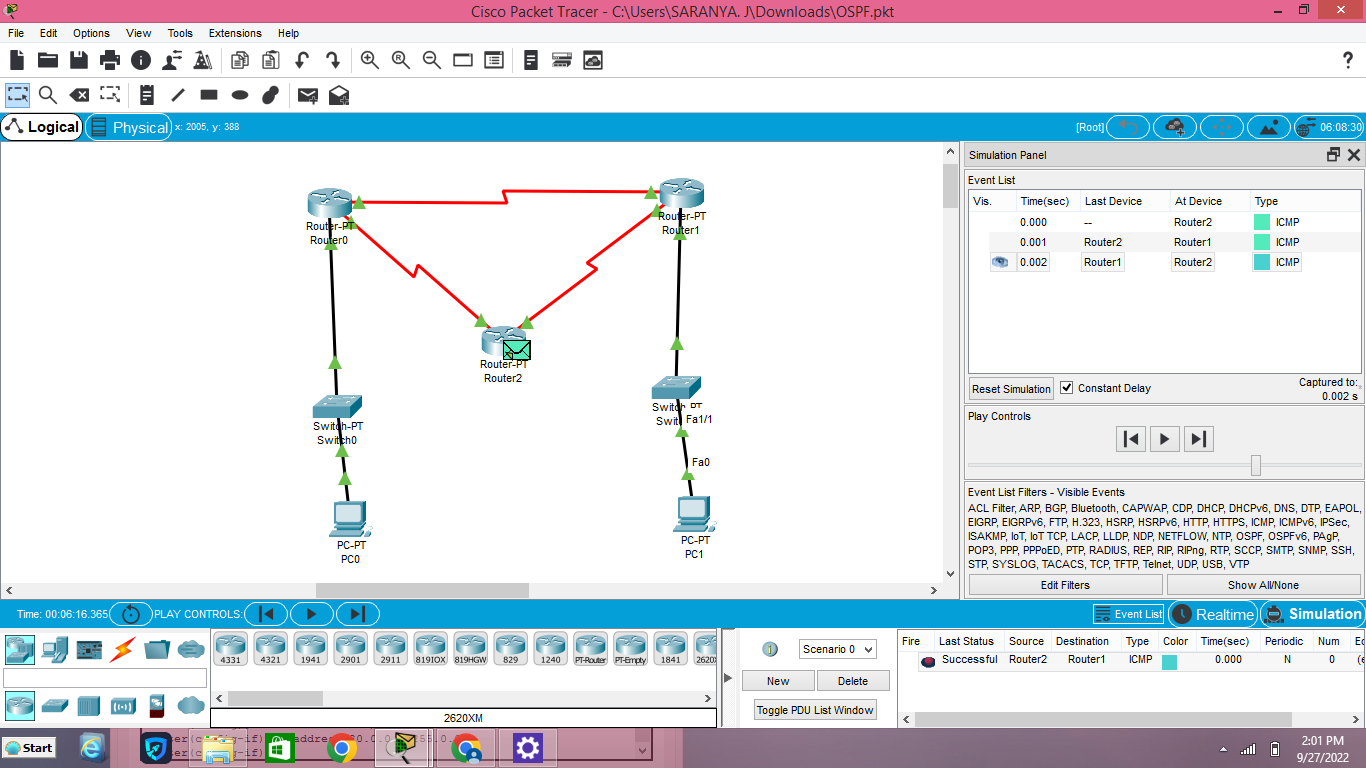 Cisco Packet Tracer - C:\Users\SARANYA. J\Downloads\OSPF.pkt
File Edit Options View Tools Extensions Help
Logical Physical x: 2005, y: 388 [Root] 06:08:30
Router-PT
Router0
Router-PT
Router1
Router-PT
Router2
Switch-PT
Switch0
Fa1/1
Fa0
PC-PT
PC0
PC-PT
PC1
Simulation Panel
Event List
Vis. Time(sec) Last Device At Device Type
0.000 -- Router2 ICMP
0.001 Router2 Router1 ICMP
0.002 Router1 Router2 ICMP
Reset Simulation Constant Delay Captured to:
0.002 s
Play Controls
Event List Filters - Visible Events
ACL Filter, ARP, BGP, Bluetooth, CAPWAP, CDP, DHCP, DHCPv6, DNS, DTP, EAPOL,
EIGRP, EIGRPv6, FTP, H.323, HSRP, HSRPv6, HTTP, HTTPS, ICMP, ICMPv6, IPSec,
ISAKMP, IoT, IoT TCP, LACP, LLDP, NDP, NETFLOW, NTP, OSPF, OSPFv6, PAgP,
POP3, PPP, PPPoED, PTP, RADIUS, REP, RIP, RIPng, RTP, SCCP, SMTP, SNMP, SSH,
STP, SYSLOG, TACACS, TCP, TFTP, Telnet, UDP, USB, VTP
Edit Filters Show All/None
Time: 00:06:16.365 PLAY CONTROLS: Event List Realtime Simulation
4331 4321 1941 2901 2911 819IOX 819HGW 829 1240 PT-Router PT-Empty 1841
2620XM
Scenario 0
New Delete
Toggle PDU List Window
Fire Last Status Source Destination Type Color Time(sec) Periodic Num
Successful Router2 Router1 ICMP 0.000 N 0
Start
2:01 PM
9/27/2022